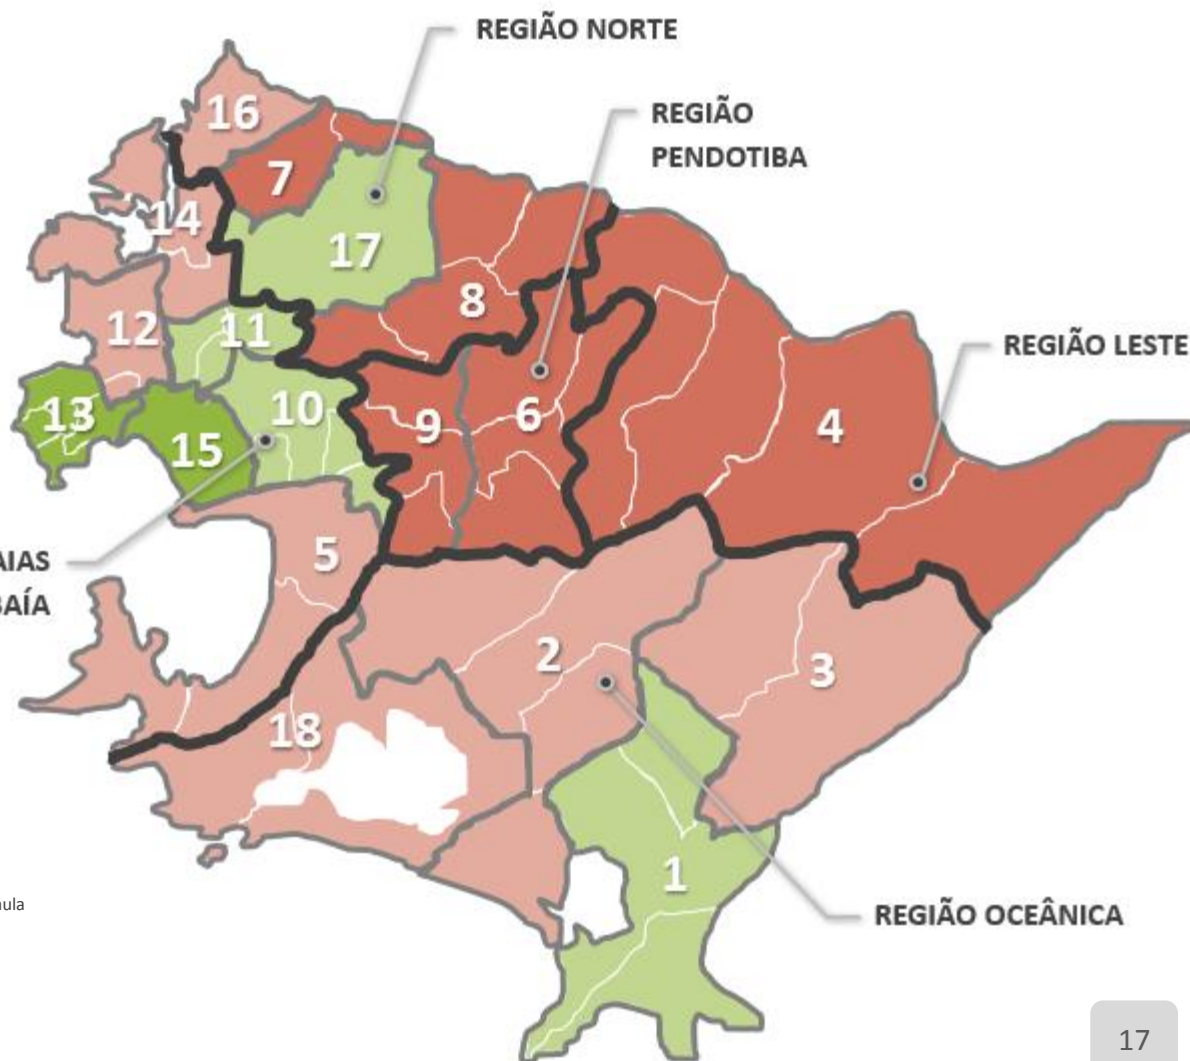 REGIÃO NORTE
REGIÃO
PENDOTIBA
16
7
14
17
8
12
11
REGIÃO LESTE
13
10
9
6
4
15
AIAS
BAÍA
5
2
3
18
1
ula
REGIÃO OCEÂNICA
17